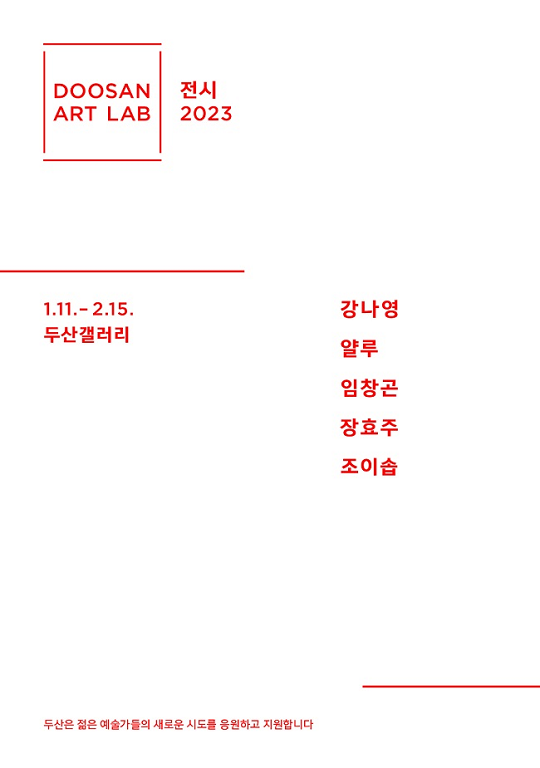 DOOSAN
ART LAB
전시
2023
1.11.– 2.15.
두산갤러리
강나영
얄루
임창곤
장효주
조이솝
두산은 젊은 예술가들의 새로운 시도를 응원하고 지원합니다